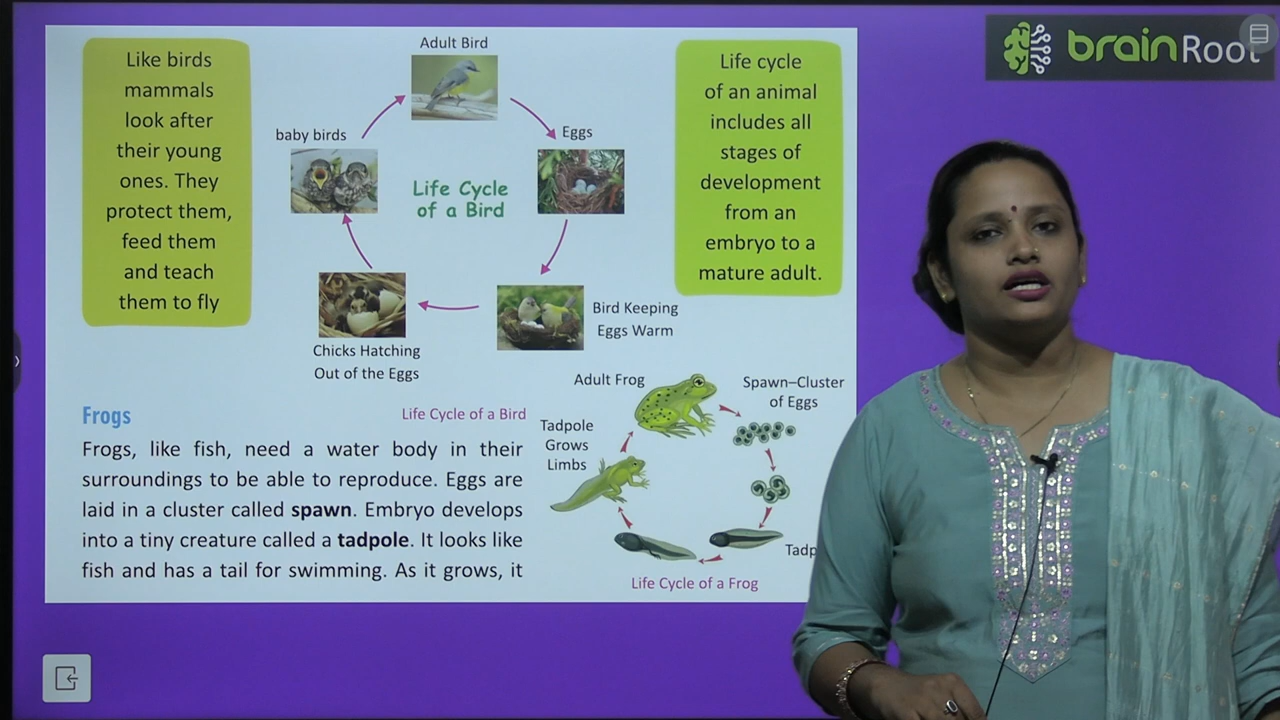 Like birds
mammals
look after
their young
ones. They
protect them,
feed them
and teach
them to fly
Adult Bird
Eggs
Bird Keeping
Eggs Warm
Chicks Hatching
Out of the Eggs
baby birds
Life Cycle
of a Bird
Life cycle
of an animal
includes all
stages of
development
from an
embryo to a
mature adult.
brainRoot
Frogs
Life Cycle of a Bird
Frogs, like fish, need a water body in their
surroundings to be able to reproduce. Eggs are
laid in a cluster called spawn. Embryo develops
into a tiny creature called a tadpole. It looks like
fish and has a tail for swimming. As it grows, it
Adult Frog
Spawn–Cluster
of Eggs
Tadpole
Grows
Limbs
Tadp
Life Cycle of a Frog